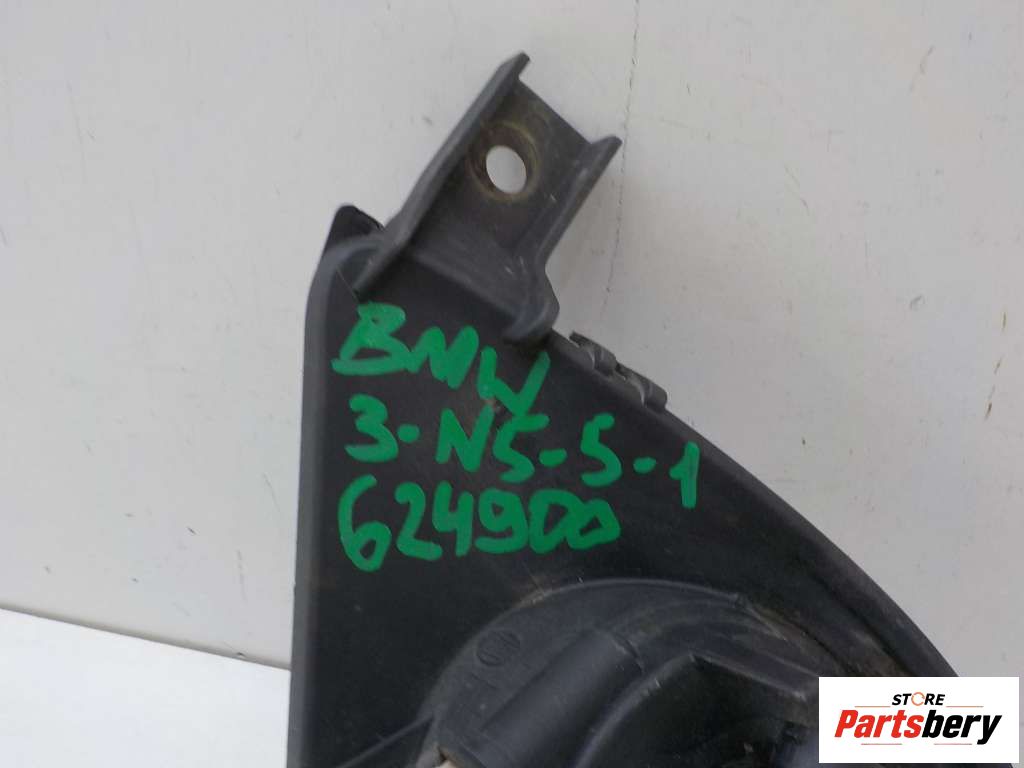 BMW
3-N5-5-1
624900
STORE
Partsbery